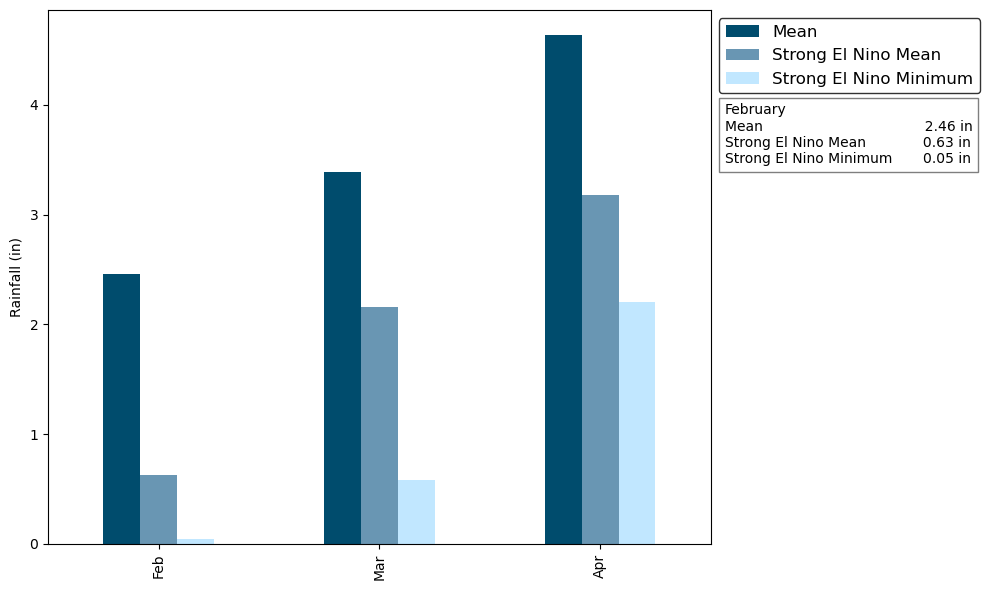 Mean
Strong El Nino Mean
Strong El Nino Minimum
February
Mean 2.46 in
Strong El Nino Mean 0.63 in
Strong El Nino Minimum 0.05 in
Rainfall (in)
4
3
2
1
0
Feb
Mar
Apr